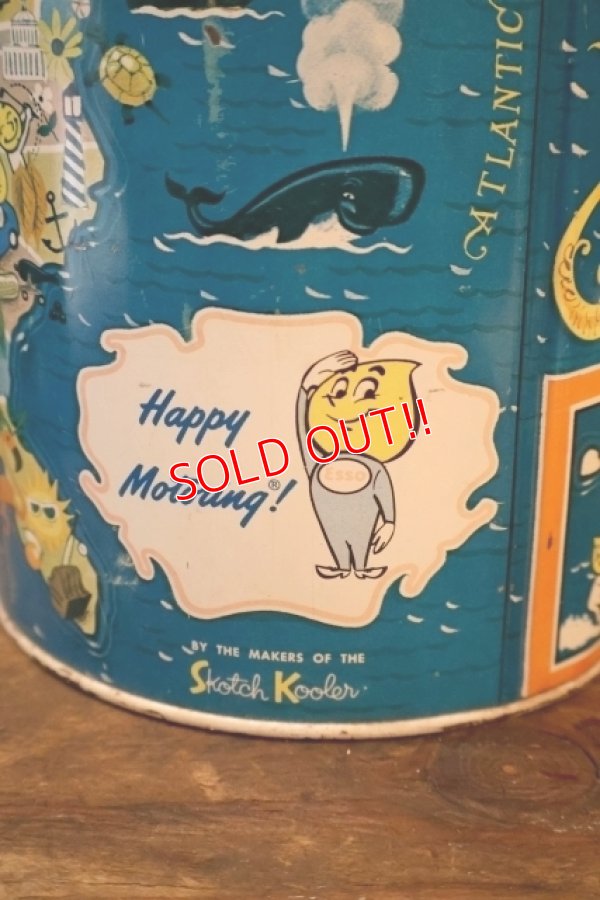 ATLANTIC
Happy
Motoring®!
ESSO
SOLD OUT!!
BY THE MAKERS OF THE
Skotch Kooler